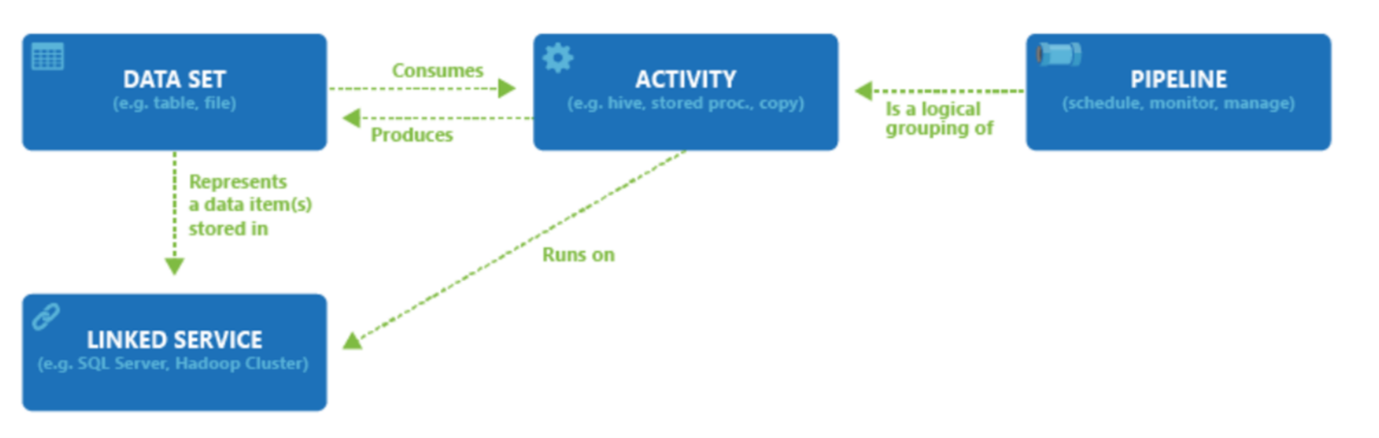 DATA SET
(e.g. table, file)
Consumes
Produces
ACTIVITY
(e.g. hive, stored proc., copy)
Is a logical
grouping of
PIPELINE
(schedule, monitor, manage)
Represents
a data item(s)
stored in
Runs on
LINKED SERVICE
(e.g. SQL Server, Hadoop Cluster)